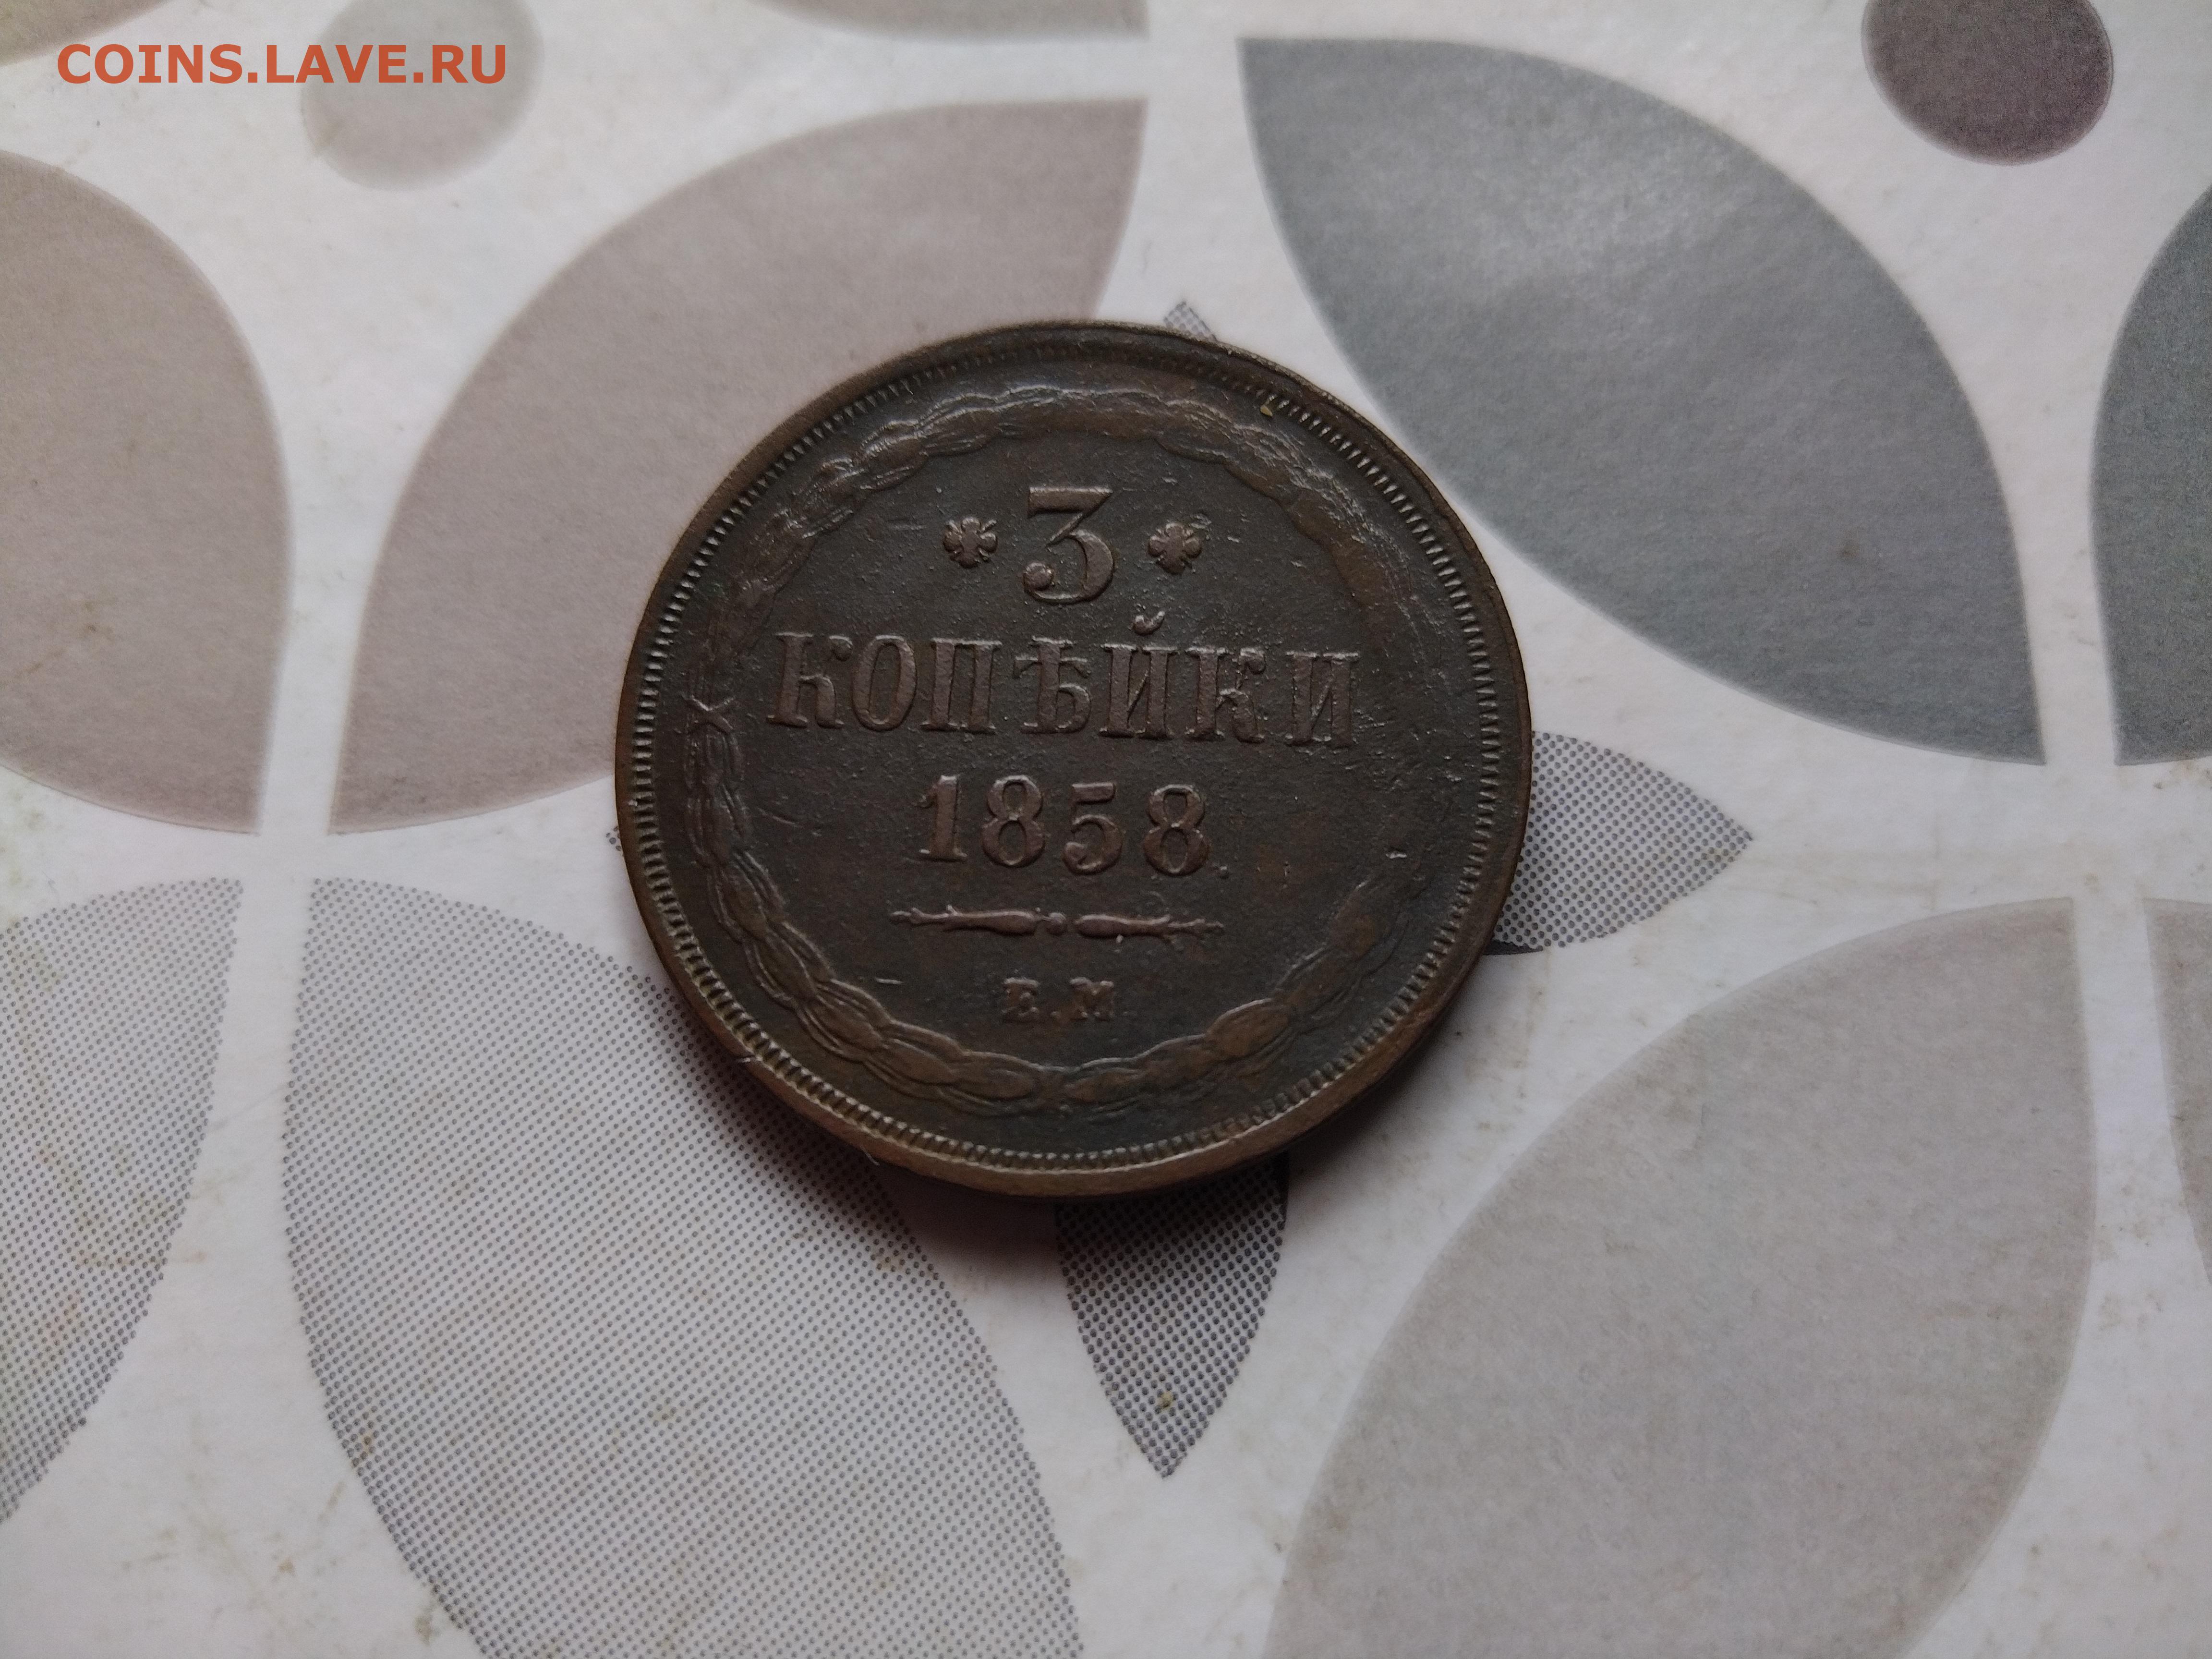 COINS.LAVE.RU
* 3 *
КОПѢЙКИ
1858.
Е.М.